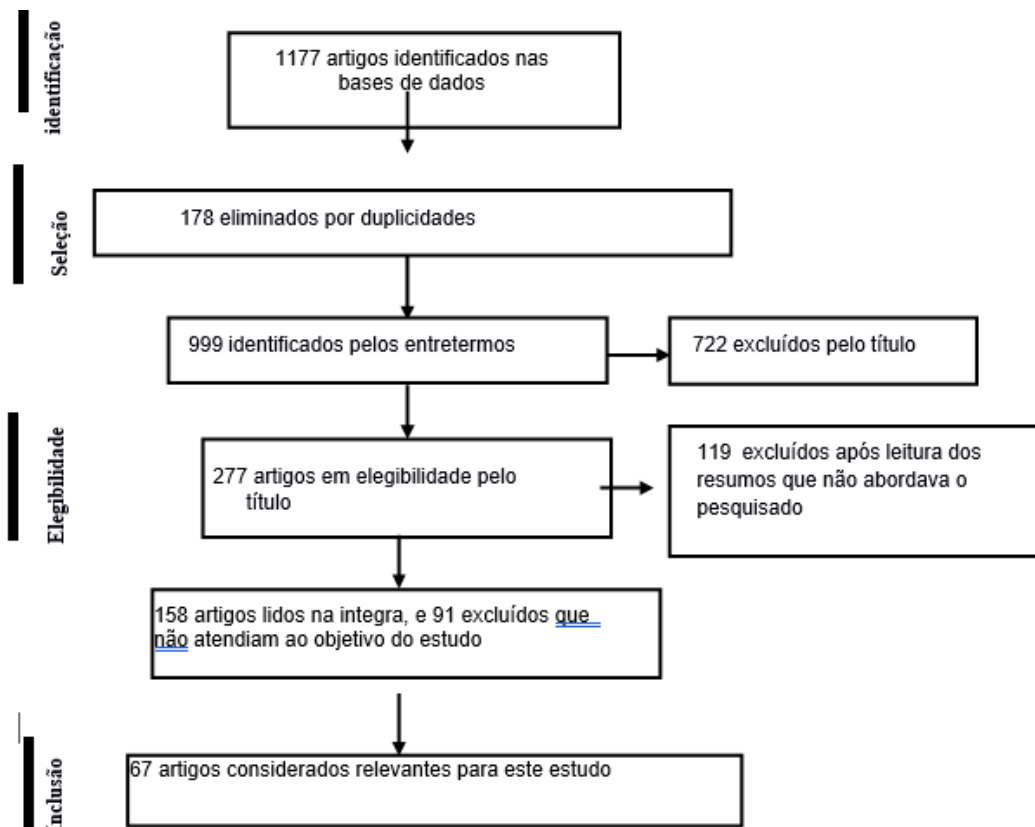 identificação
1177 artigos identificados nas
bases de dados
Seleção
178 eliminados por duplicidades
999 identificados pelos entretermos
722 excluídos pelo título
Elegibilidade
277 artigos em elegibilidade pelo
título
119 excluídos após leitura dos
resumos que não abordava o
pesquisado
158 artigos lidos na integra, e 91 excluídos que
não atendiam ao objetivo do estudo
Inclusão
67 artigos considerados relevantes para este estudo